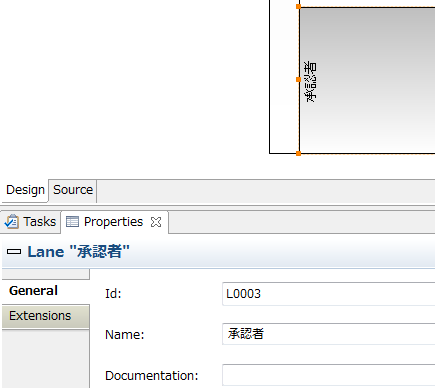 承認者
Design Source
Tasks Properties
Lane "承認者"
General
Extensions
Id: L0003
Name: 承認者
Documentation: